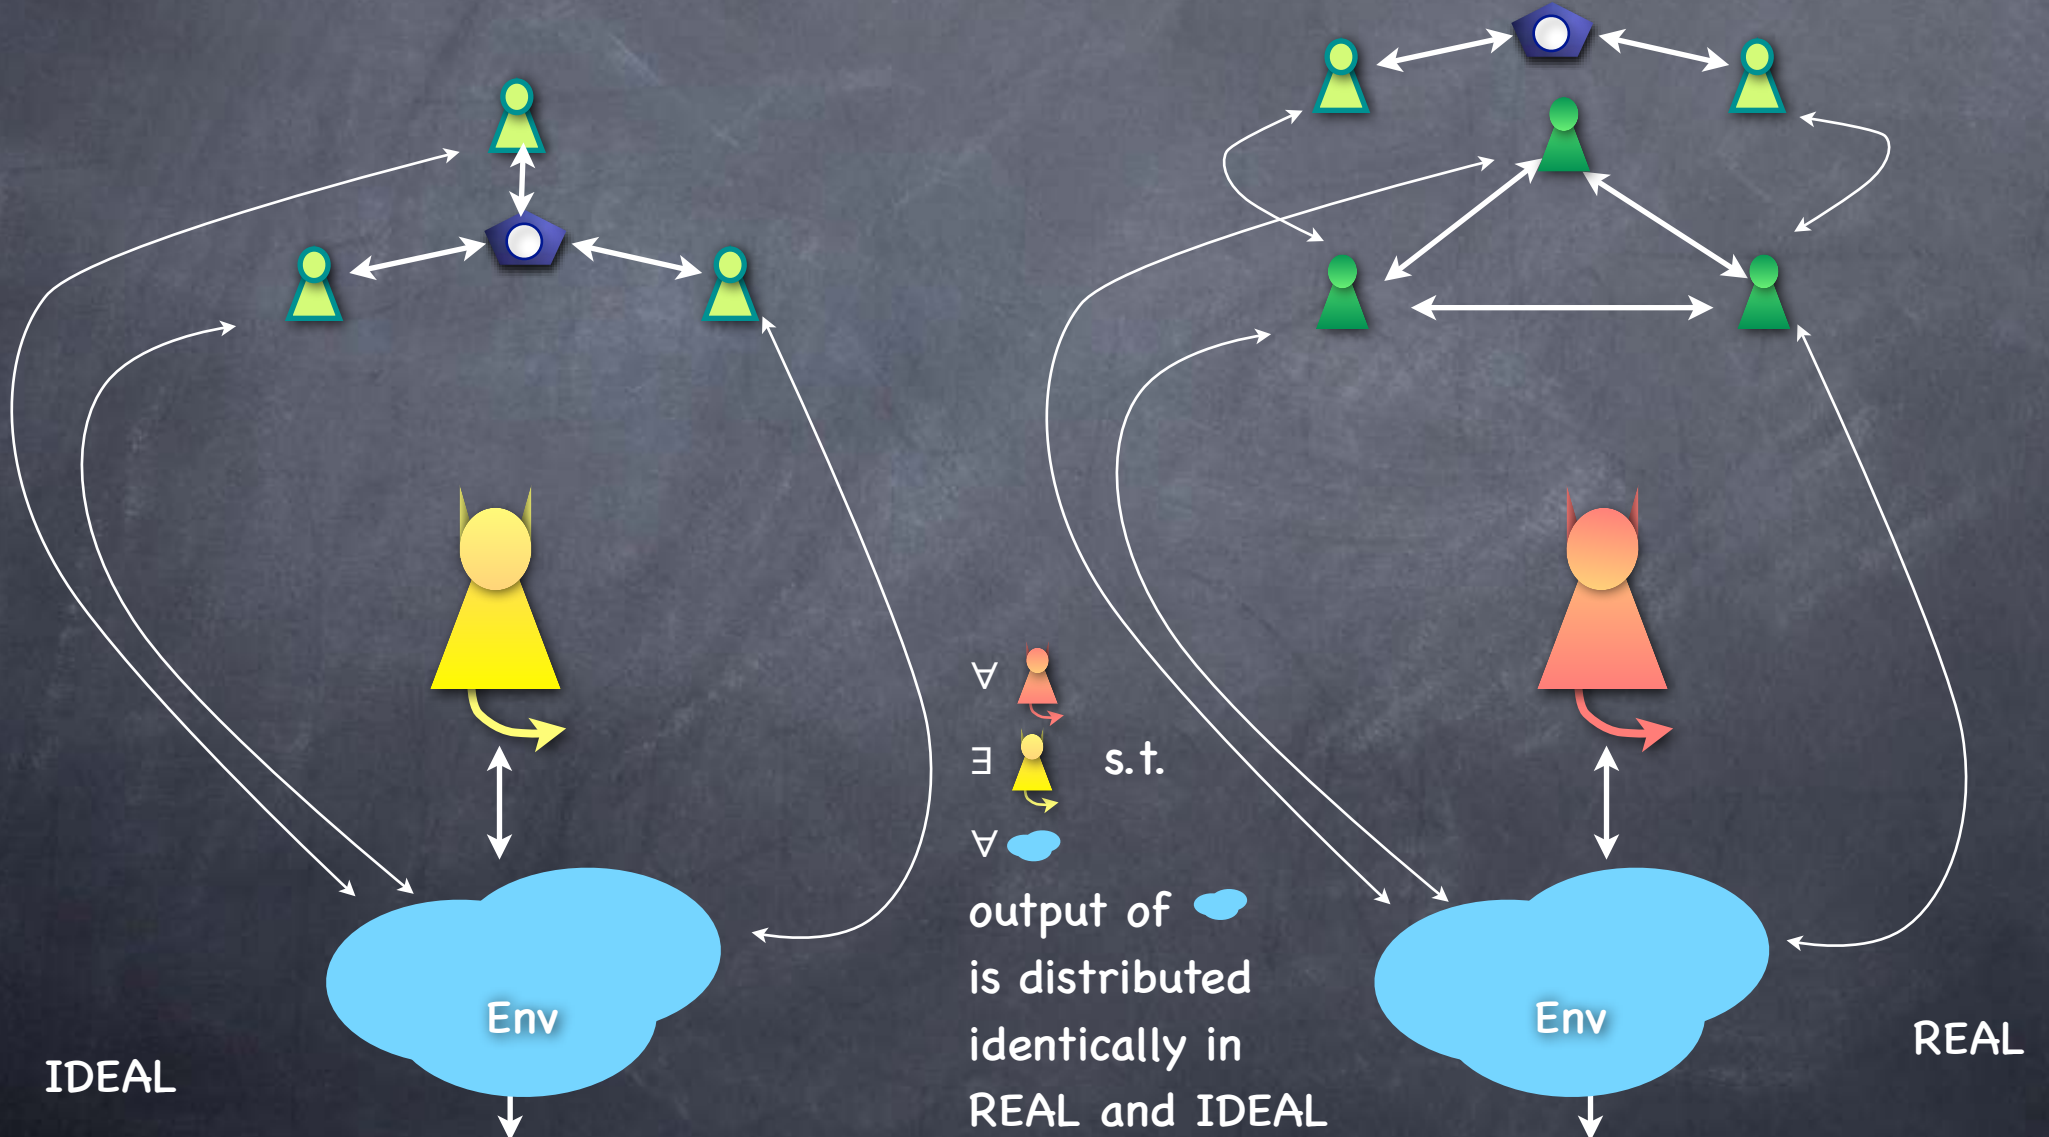 ∀
∃ s.t.
∀
output of
is distributed
identically in
REAL and IDEAL
Env
IDEAL
Env
REAL